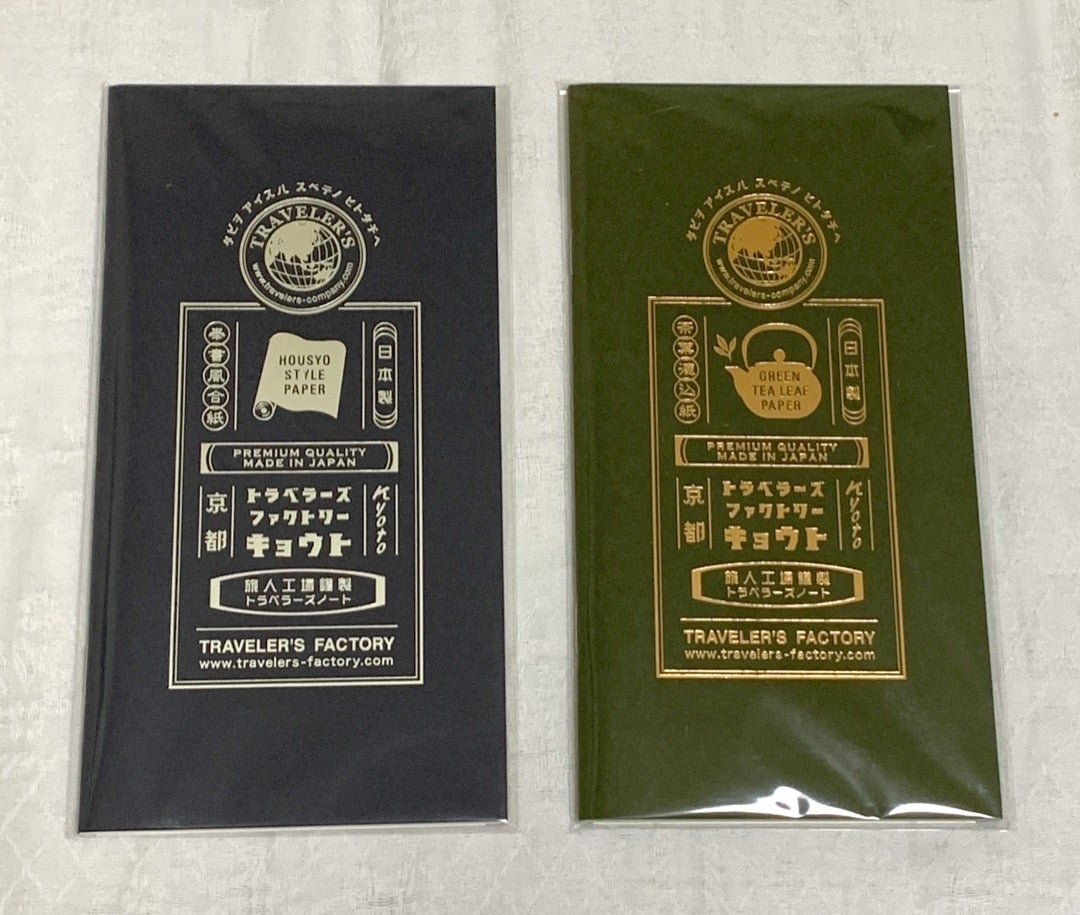 タビヲ アイスル スベテノ ヒトタチヘ
TRAVELER'S
www.travelers-company.com
奉書風合紙
HOUSYO
STYLE
PAPER
日本製
PREMIUM QUALITY
MADE IN JAPAN
京都
トラベラーズ
ファクトリー
キョウト
Kyoto
旅人工場謹製
トラベラーズノート
TRAVELER'S FACTORY
www.travelers-factory.com
タビヲ アイスル スベテノ ヒトタチヘ
TRAVELER'S
www.travelers-company.com
茶葉漉込紙
GREEN
TEA LEAF
PAPER
日本製
PREMIUM QUALITY
MADE IN JAPAN
京都
トラベラーズ
ファクトリー
キョウト
Kyoto
旅人工場謹製
トラベラーズノート
TRAVELER'S FACTORY
www.travelers-factory.com